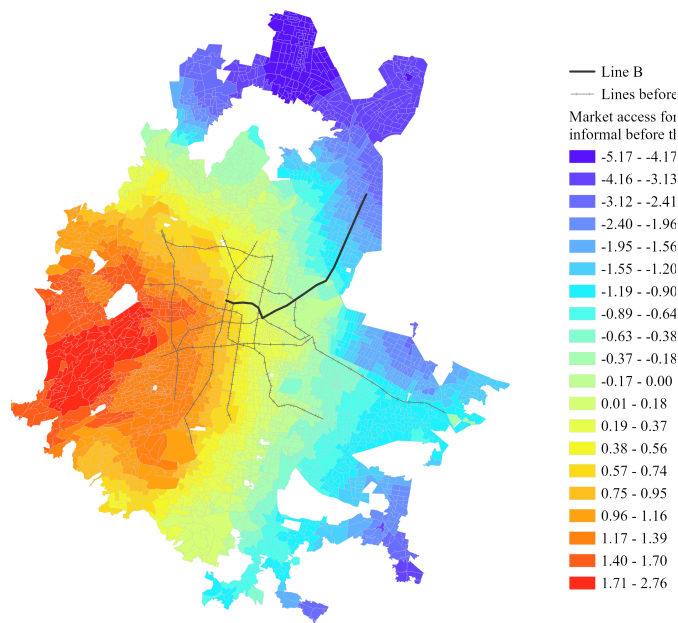 Line B
Lines before
Market access for
informal before th
-5.17 - -4.17
-4.16 - -3.13
-3.12 - -2.41
-2.40 - -1.96
-1.95 - -1.56
-1.55 - -1.20
-1.19 - -0.90
-0.89 - -0.64
-0.63 - -0.38
-0.37 - -0.18
-0.17 - 0.00
0.01 - 0.18
0.19 - 0.37
0.38 - 0.56
0.57 - 0.74
0.75 - 0.95
0.96 - 1.16
1.17 - 1.39
1.40 - 1.70
1.71 - 2.76